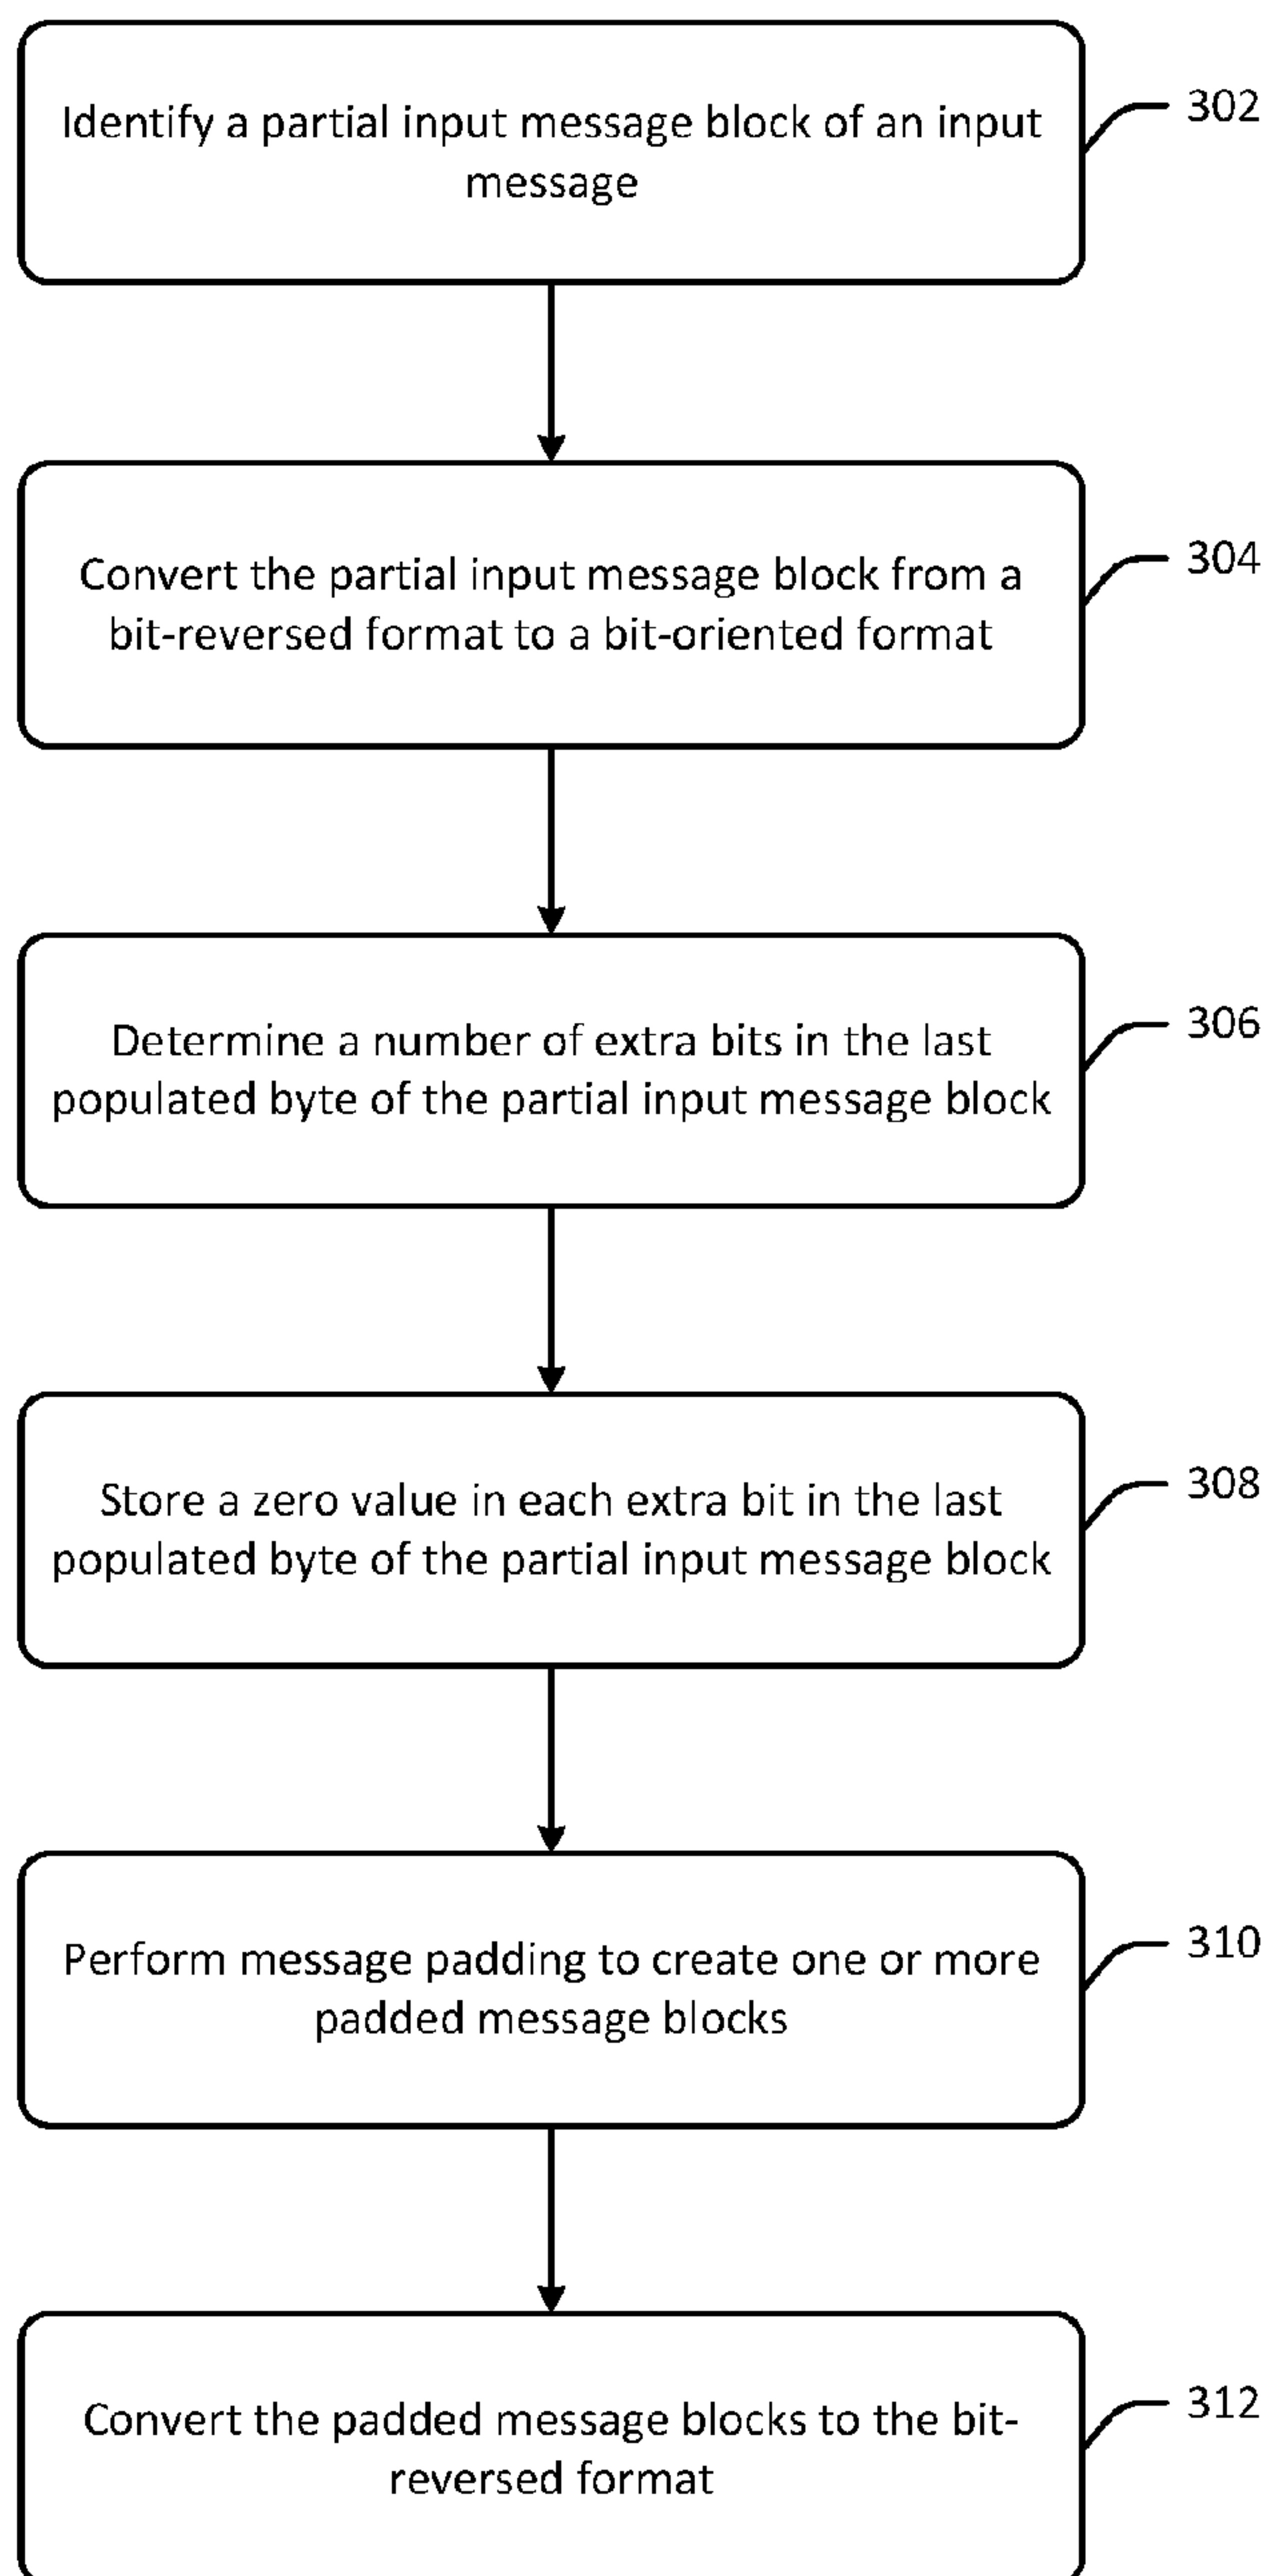 Identify a partial input message block of an input
message
302
Convert the partial input message block from a
bit-reversed format to a bit-oriented format
304
Determine a number of extra bits in the last
populated byte of the partial input message block
306
Store a zero value in each extra bit in the last
populated byte of the partial input message block
308
Perform message padding to create one or more
padded message blocks
310
Convert the padded message blocks to the bit-
reversed format
312